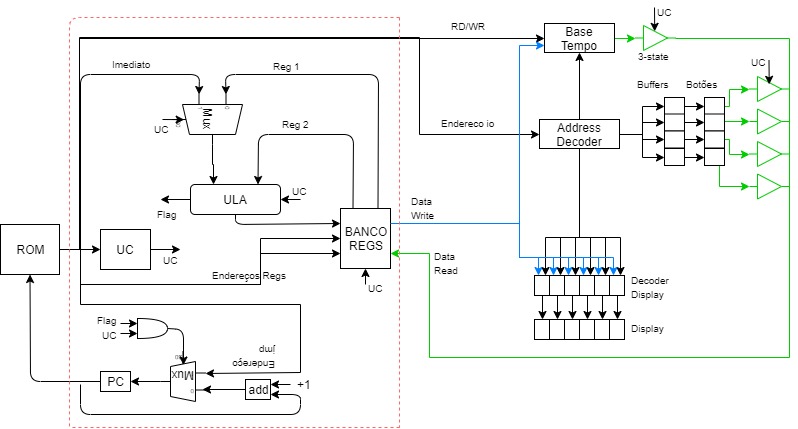 UC
RD/WR
Base
Tempo
3-state
UC
Imediato
Reg 1
Buffers
Botões
Mux
UC
Reg 2
Endereco io
Address
Decoder
ULA
UC
Flag
Data
Write
BANCO
REGS
ROM
UC
UC
Data
Read
Endereços Regs
UC
Decoder
Display
Flag
UC
Display
Endereço
jmp
Mux
PC
add
+1